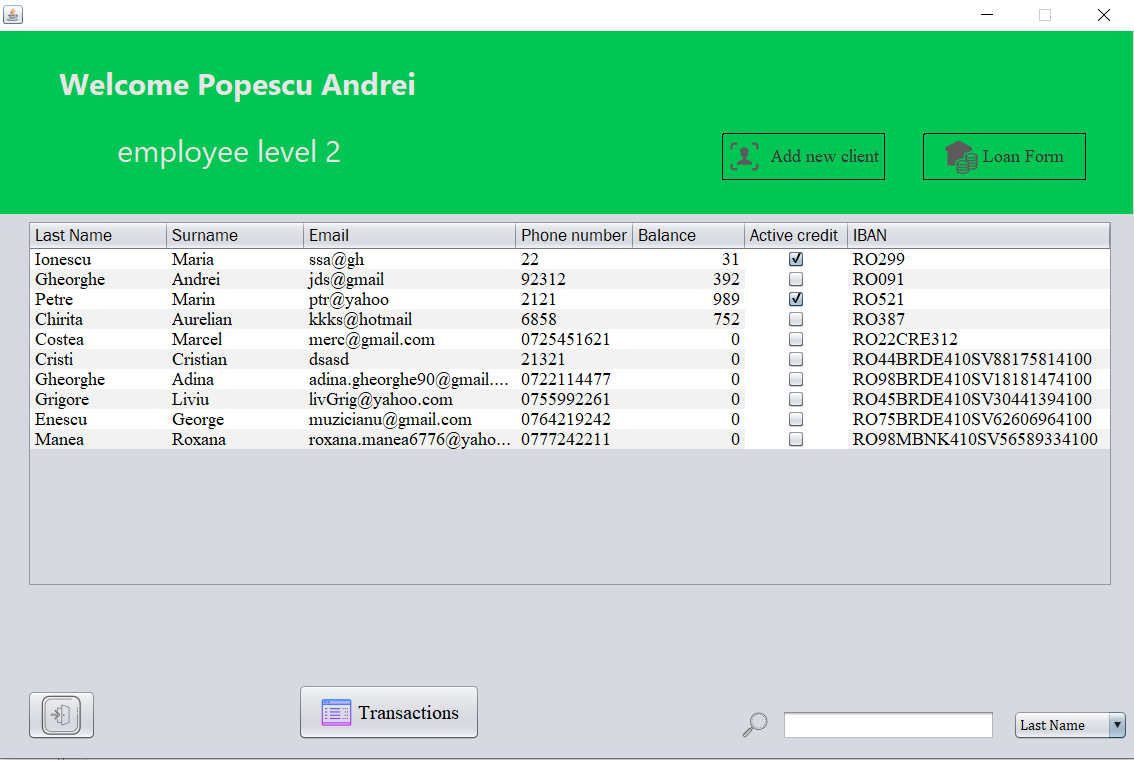 Welcome Popescu Andrei
employee level 2
Add new client
Loan Form
Last Name Surname Email Phone number Balance Active credit IBAN
Ionescu Maria ssa@gh 22 31 RO299
Gheorghe Andrei jds@gmail 92312 392 RO091
Petre Marin ptr@yahoo 2121 989 RO521
Chirita Aurelian kkks@hotmail 6858 752 RO387
Costea Marcel merc@gmail.com 0725451621 0 RO22CRE312
Cristi Cristian dsasd 21321 0 RO44BRDE410SV88175814100
Gheorghe Adina adina.gheorghe90@gmail.... 0722114477 0 RO98BRDE410SV18181474100
Grigore Liviu livGrig@yahoo.com 0755992261 0 RO45BRDE410SV30441394100
Enescu George muzicianu@gmail.com 0764219242 0 RO75BRDE410SV62606964100
Manea Roxana roxana.manea6776@yaho... 0777242211 0 RO98MBNK410SV56589334100
Transactions
Last Name